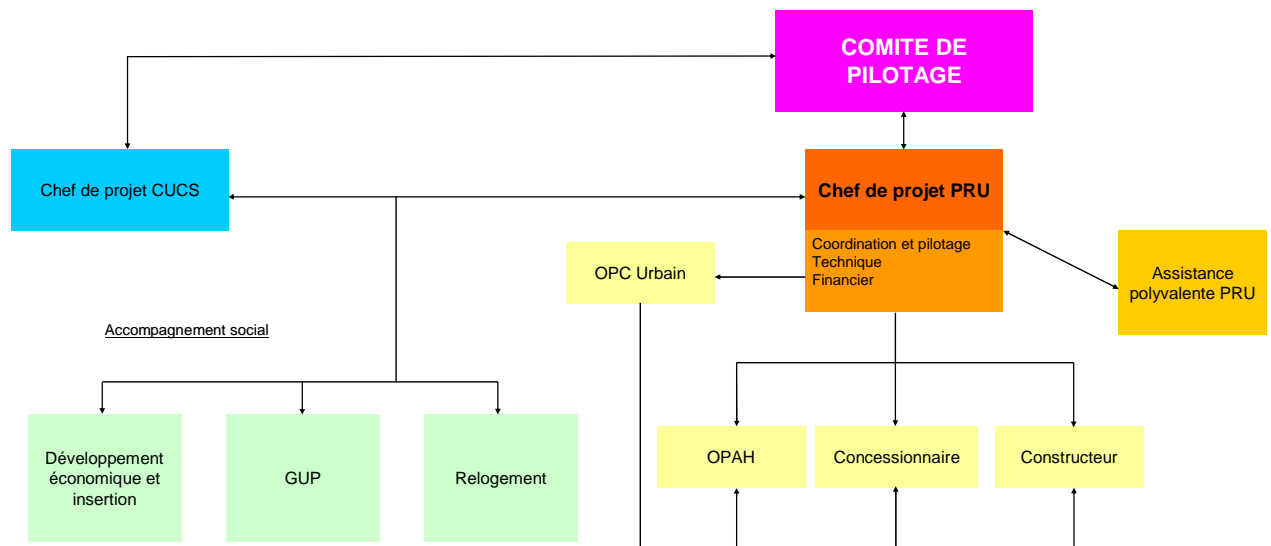 COMITE DE
PILOTAGE
Chef de projet CUCS
Chef de projet PRU
Coordination et pilotage
Technique
Financier
OPC Urbain
Assistance
polyvalente PRU
Accompagnement social
Développement
économique et
insertion
GUP
Relogement
OPAH
Concessionnaire
Constructeur